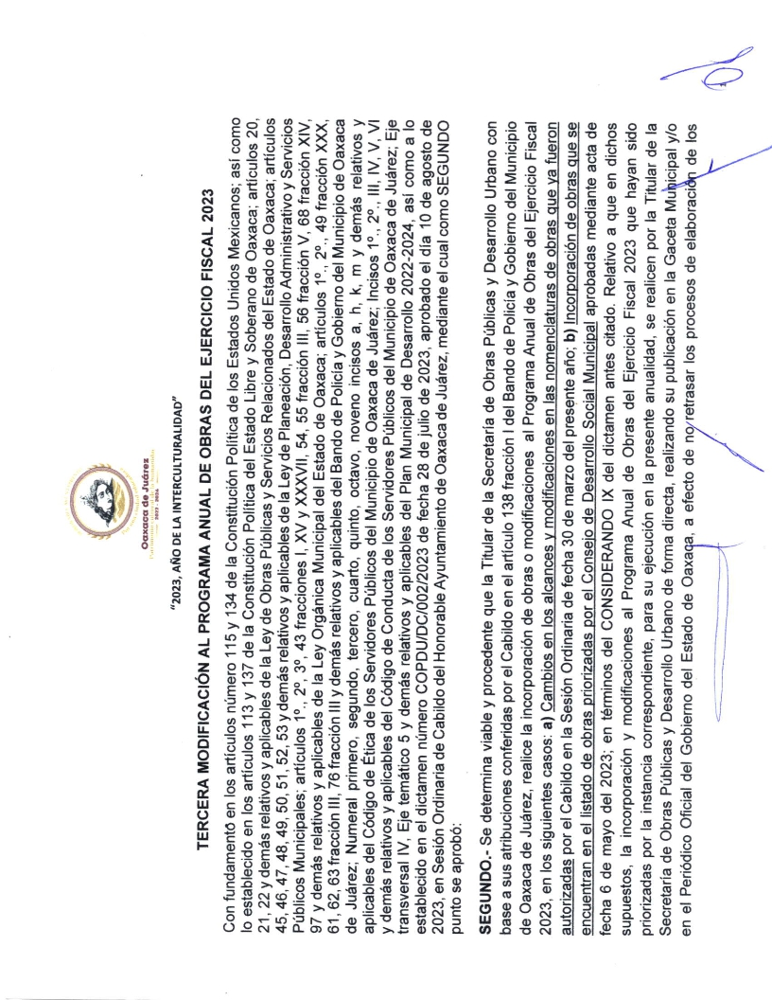 Oaxaca de Juárez
2022 - 2024
"2023, AÑO DE LA INTERCULTURALIDAD"
TERCERA MODIFICACIÓN AL PROGRAMA ANUAL DE OBRAS DEL EJERCICIO FISCAL 2023
Con fundamento en los artículos número 115 y 134 de la Constitución Política de los Estados Unidos Mexicanos; así como
lo establecido en los artículos 113 y 137 de la Constitución Política del Estado Libre y Soberano de Oaxaca; artículos 20,
21, 22 y demás relativos y aplicables de la Ley de Obras Públicas y Servicios Relacionados del Estado de Oaxaca; artículos
45, 46, 47, 48, 49, 50, 51, 52, 53 y demás relativos y aplicables de la Ley de Planeación, Desarrollo Administrativo y Servicios
Públicos Municipales; artículos 1º., 2º, 3º, 43 fracciones I, XV y XXXVII, 54, 55 fracción III, 56 fracción V, 68 fracción XIV,
97 y demás relativos y aplicables de la Ley Orgánica Municipal del Estado de Oaxaca; artículos 1º., 2º., 49 fracción XXX,
61, 62, 63 fracción III, 76 fracción III y demás relativos y aplicables del Bando de Policía y Gobierno del Municipio de Oaxaca
de Juárez; Numeral primero, segundo, tercero, cuarto, quinto, octavo, noveno incisos a, h, k, m y demás relativos y
aplicables del Código de Ética de los Servidores Públicos del Municipio de Oaxaca de Juárez; Incisos 1º., 2º., III, IV, V, VI
y demás relativos y aplicables del Código de Conducta de los Servidores Públicos del Municipio de Oaxaca de Juárez; Eje
transversal IV, Eje temático 5 y demás relativos y aplicables del Plan Municipal de Desarrollo 2022-2024, así como a lo
establecido en el dictamen número COPDU/DC/002/2023 de fecha 28 de julio de 2023, aprobado el día 10 de agosto de
2023, en Sesión Ordinaria de Cabildo del Honorable Ayuntamiento de Oaxaca de Juárez, mediante el cual como SEGUNDO
punto se aprobó:
SEGUNDO.- Se determina viable y procedente que la Titular de la Secretaría de Obras Públicas y Desarrollo Urbano con
base a sus atribuciones conferidas por el Cabildo en el artículo 138 fracción I del Bando de Policía y Gobierno del Municipio
de Oaxaca de Juárez, realice la incorporación de obras o modificaciones al Programa Anual de Obras del Ejercicio Fiscal
2023, en los siguientes casos: a) Cambios en los alcances y modificaciones en las nomenclaturas de obras que ya fueron
autorizadas por el Cabildo en la Sesión Ordinaria de fecha 30 de marzo del presente año; b) Incorporación de obras que se
encuentran en el listado de obras priorizadas por el Consejo de Desarrollo Social Municipal aprobadas mediante acta de
fecha 6 de mayo del 2023; en términos del CONSIDERANDO IX del dictamen antes citado. Relativo a que en dichos
supuestos, la incorporación y modificaciones al Programa Anual de Obras del Ejercicio Fiscal 2023 que hayan sido
priorizadas por la instancia correspondiente, para su ejecución en la presente anualidad, se realicen por la Titular de la
Secretaría de Obras Públicas y Desarrollo Urbano de forma directa, realizando su publicación en la Gaceta Municipal y/o
en el Periódico Oficial del Gobierno del Estado de Oaxaca, a efecto de no retrasar los procesos de elaboración de los